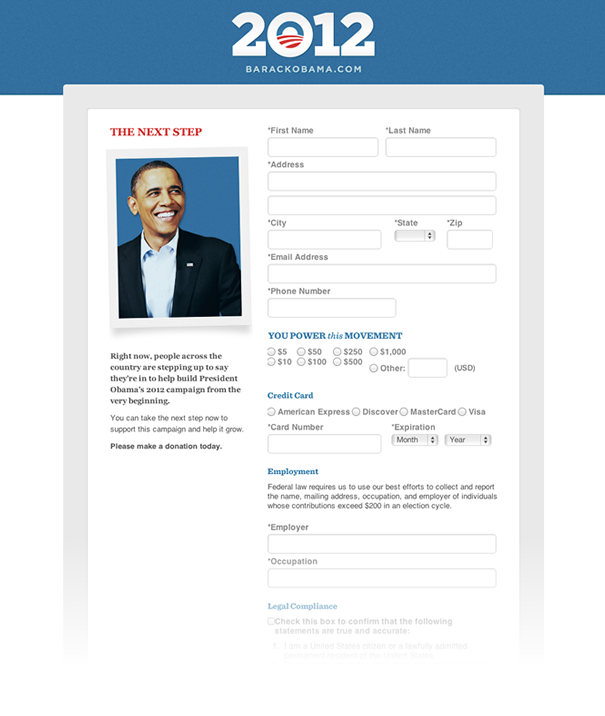 2012
BARACKOBAMA.COM
THE NEXT STEP
Right now, people across the
country are stepping up to say
they're in to help build President
Obama's 2012 campaign from the
very beginning.
You can take the next step now to
support this campaign and help it grow.
Please make a donation today.
*First Name *Last Name
*Address
*City *State *Zip
*Email Address
*Phone Number
YOU POWER this MOVEMENT
$5 $50 $250 $1,000
$10 $100 $500
Other: (USD)
Credit Card
American Express Discover MasterCard Visa
*Card Number *Expiration
Month Year
Employment
Federal law requires us to use our best efforts to collect and report
the name, mailing address, occupation, and employer of individuals
whose contributions exceed $200 in an election cycle.
*Employer
*Occupation
Legal Compliance
Check this box to confirm that the following
statements are true and accurate:
1. I am a United States citizen or a lawfully admitted
permanent resident of the United States.